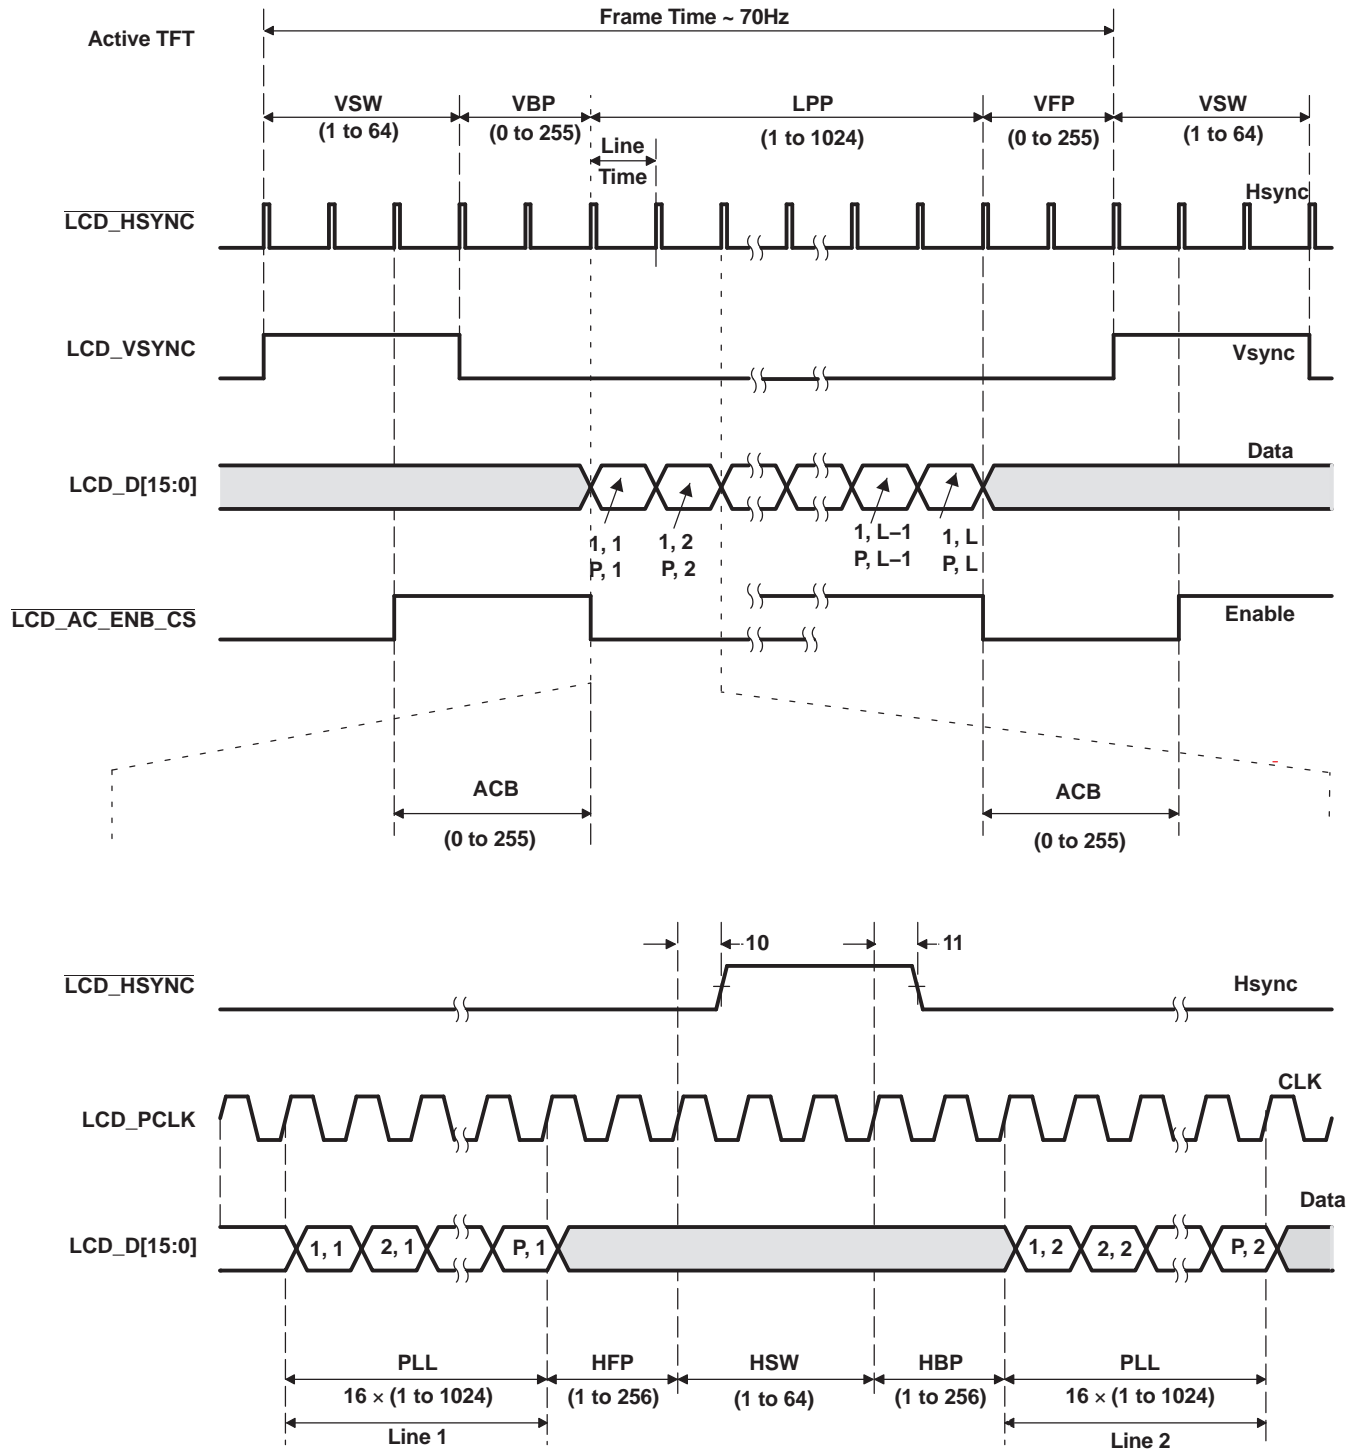 Frame Time ~ 70Hz
Active TFT
VSW VBP LPP VFP VSW
(1 to 64) (0 to 255) (1 to 1024) (0 to 255) (1 to 64)
Line
Time
LCD_HSYNC Hsync
LCD_VSYNC Vsync
Data
LCD_D[15:0]
1, 1 1, 2 1, L–1 1, L
P, 1 P, 2 P, L–1 P, L
LCD_AC_ENB_CS Enable
ACB ACB
(0 to 255) (0 to 255)
10 11
LCD_HSYNC Hsync
CLK
LCD_PCLK
Data
LCD_D[15:0] 1, 1 2, 1 P, 1 1, 2 2, 2 P, 2
PLL HFP HSW HBP PLL
16 × (1 to 1024) (1 to 256) (1 to 64) (1 to 256) 16 × (1 to 1024)
Line 1 Line 2